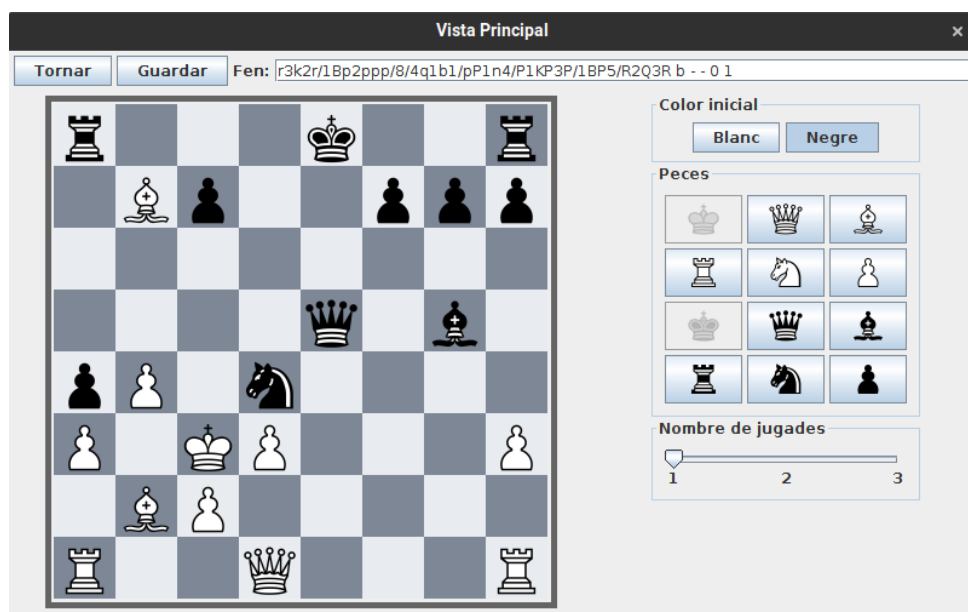 Vista Principal
×
Tornar Guardar Fen: r3k2r/1Bp2ppp/8/4q1b1/pP1n4/P1KP3P/1BP5/R2Q3R b - - 0 1
Color inicial
Blanc Negre
Peces
Nombre de jugades
1 2 3